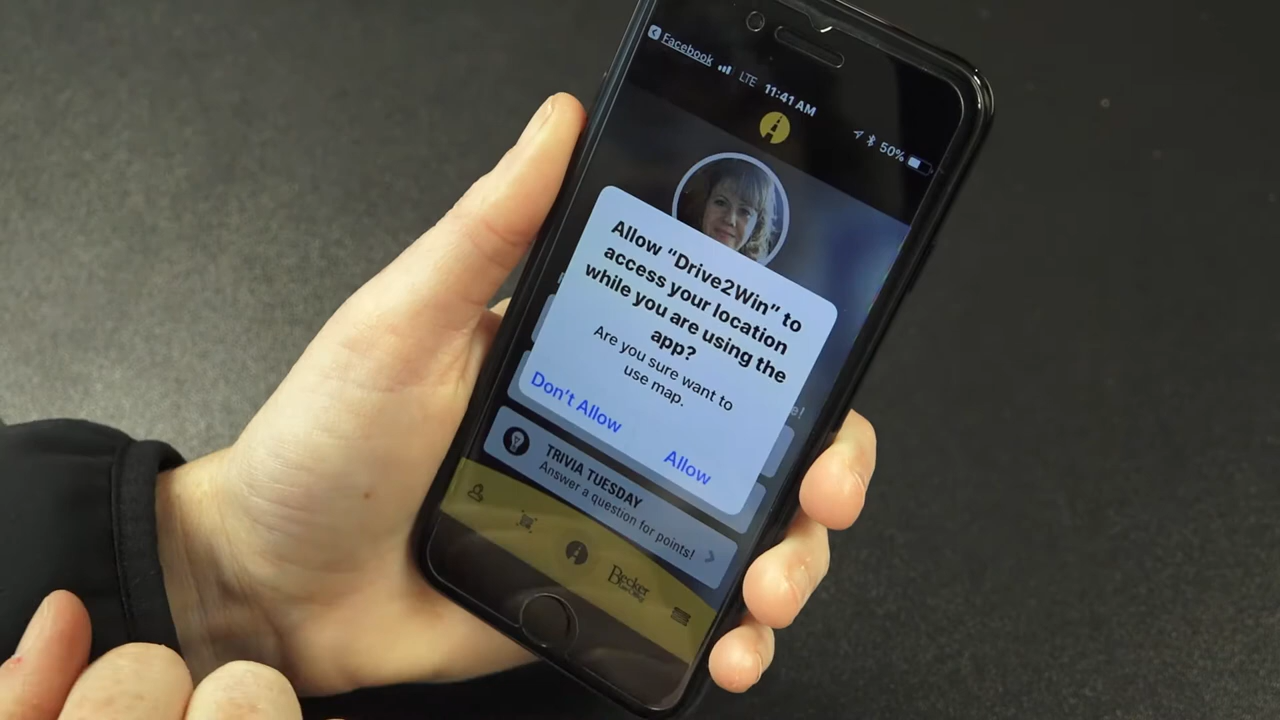 Facebook LTE 11:41 AM 50%
Allow "Drive2Win" to
access your location
while you are using the
app?
Are you sure want to
use map.
Don't Allow
Allow
e!
TRIVIA TUESDAY
Answer a question for points!
Becker